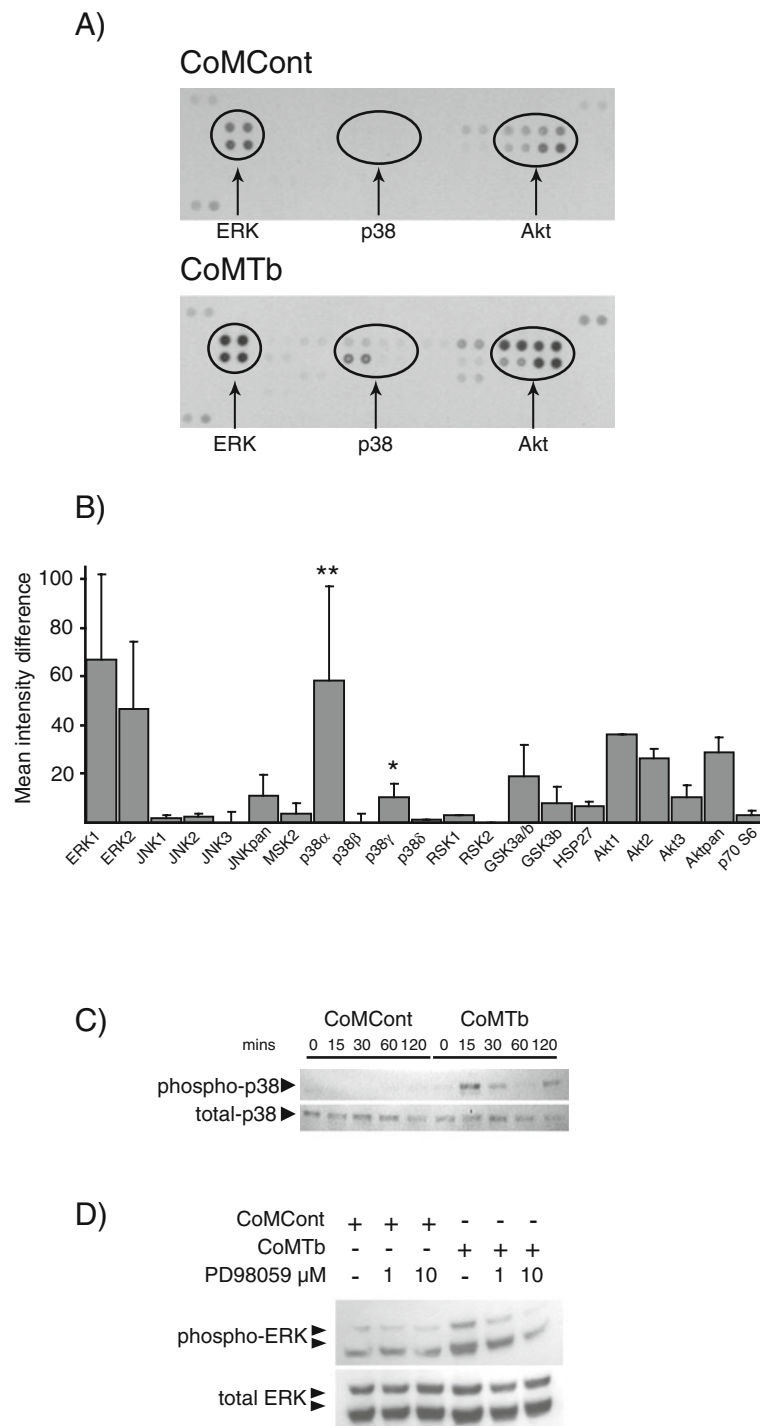 A)
CoMCont
ERK p38 Akt
CoMTb
ERK p38 Akt
B)
Mean intensity difference
100
80
60
40
20
** *
ERK1 ERK2 JNK1 JNK2 JNK3 JNKpan MSK2 p38α p38β p38γ p38δ RSK1 RSK2 GSK3a/b GSK3b HSP27 Akt1 Akt2 Akt3 Aktpan p70 S6
C)
CoMCont CoMTb
mins 0 15 30 60 120 0 15 30 60 120
phospho-p38
total-p38
D)
CoMCont + + + - - -
CoMTb - - - + + +
PD98059 µM - 1 10 - 1 10
phospho-ERK
total ERK